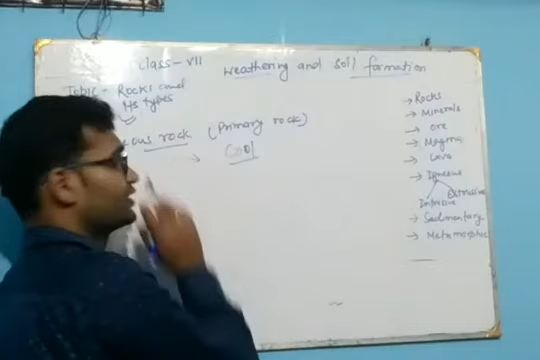 class-VII
weathering and soil formation
Topic - Rocks and
its types
ous rock (Primary rock)
→ Cool
→ Rocks
→ Minerals
→ Ore
→ Magma
→ Lava
→ Igneous
Intrusive Extrusive
→ Sedimentary
→ Metamorphic